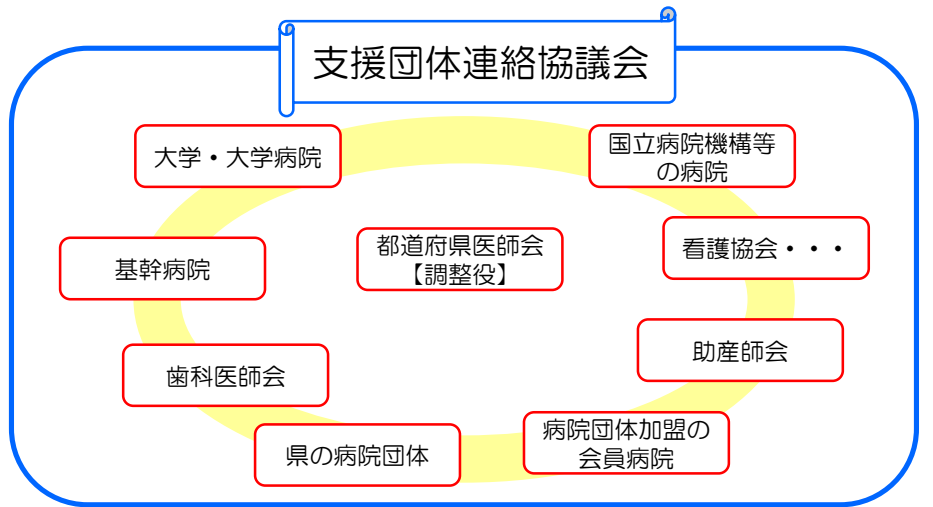 支援団体連絡協議会
大学・大学病院
国立病院機構等
の病院
都道府県医師会
【調整役】
看護協会・・・
基幹病院
助産師会
歯科医師会
病院団体加盟の
会員病院
県の病院団体